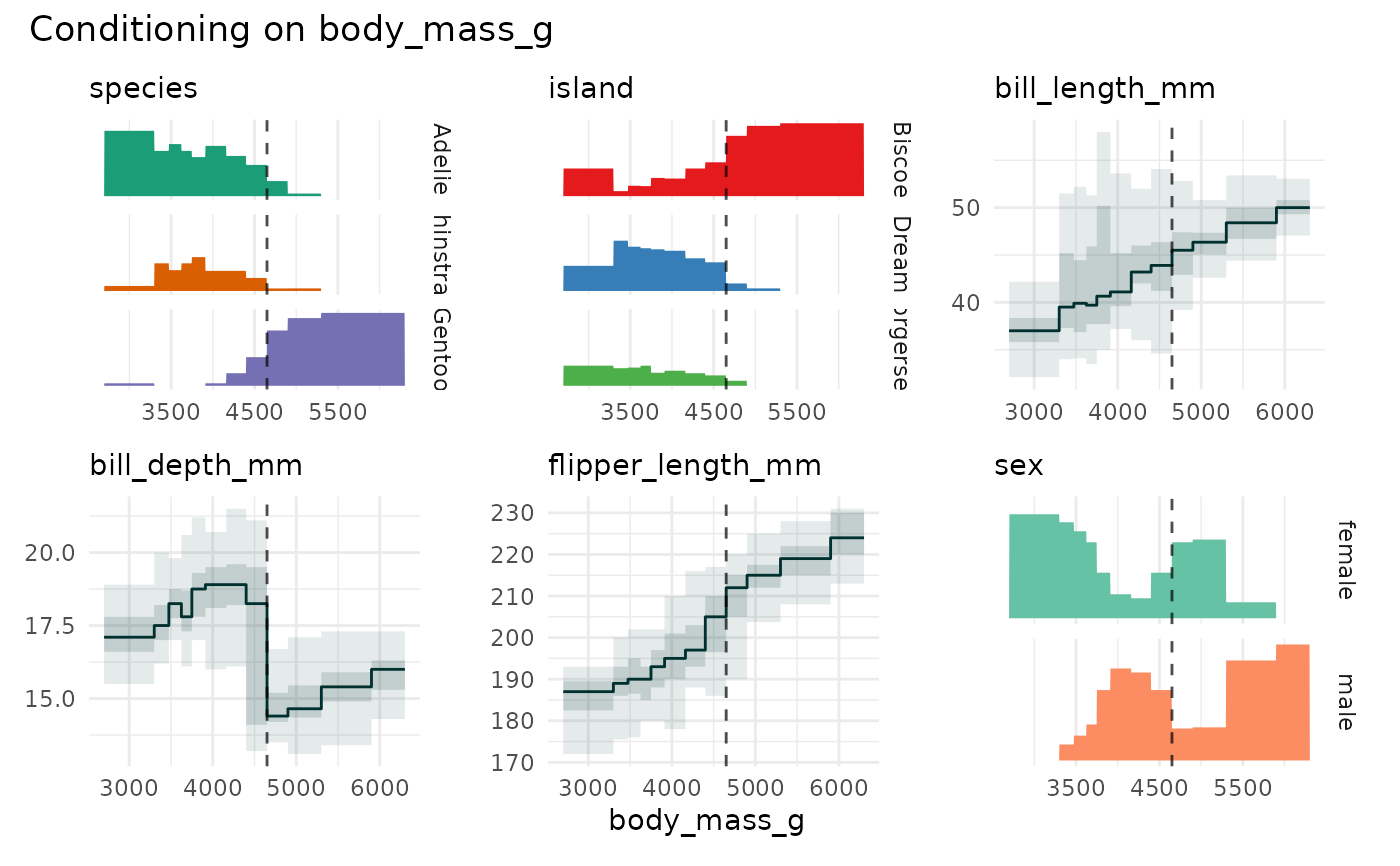 Conditioning on body_mass_g
species
Adelie
hinstra
Gentoo
3500 4500 5500
island
Biscoe
Dream
orgerse
3500 4500 5500
bill_length_mm
50
40
3000 4000 5000 6000
bill_depth_mm
20.0
17.5
15.0
3000 4000 5000 6000
flipper_length_mm
230
220
210
200
190
180
170
3000 4000 5000 6000
sex
female
male
3500 4500 5500
body_mass_g